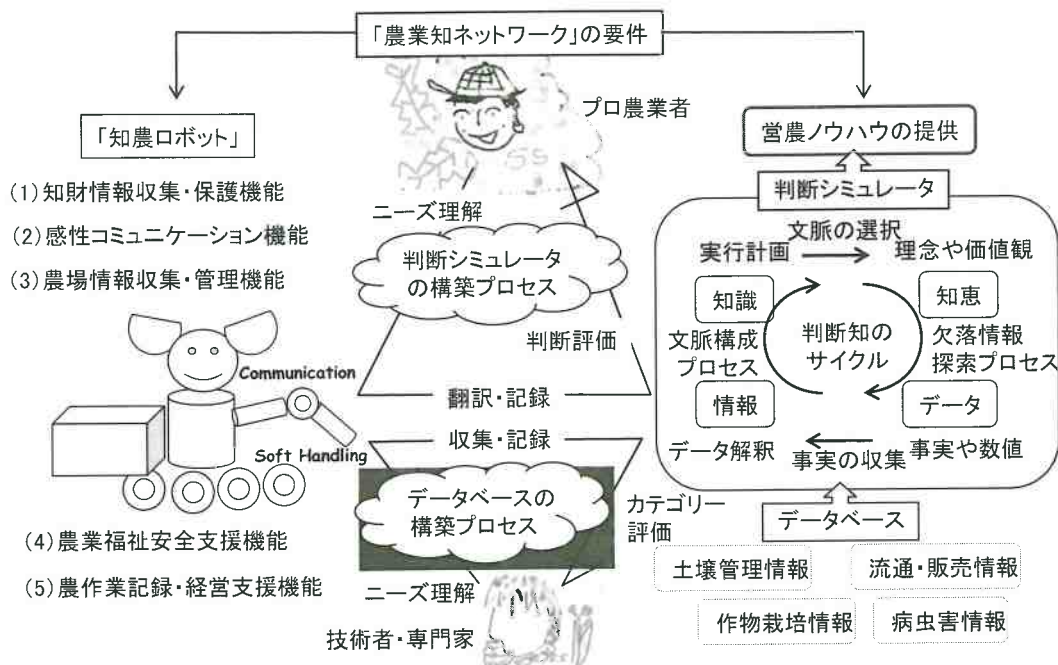 「農業知ネットワーク」の要件
「知農ロボット」
(1)知財情報収集・保護機能
(2)感性コミュニケーション機能
(3)農場情報収集・管理機能
Communication
Soft Handling
(4)農業福祉安全支援機能
(5)農作業記録・経営支援機能
プロ農業者
ニーズ理解
判断シミュレータ
の構築プロセス
判断評価
翻訳・記録
収集・記録
データベースの
構築プロセス
カテゴリー
評価
ニーズ理解
技術者・専門家
営農ノウハウの提供
判断シミュレータ
文脈の選択
実行計画
理念や価値観
知識
知恵
文脈構成
プロセス
判断知の
サイクル
欠落情報
探索プロセス
情報
データ
データ解釈
事実の収集
事実や数値
データベース
土壌管理情報
流通・販売情報
作物栽培情報
病虫害情報